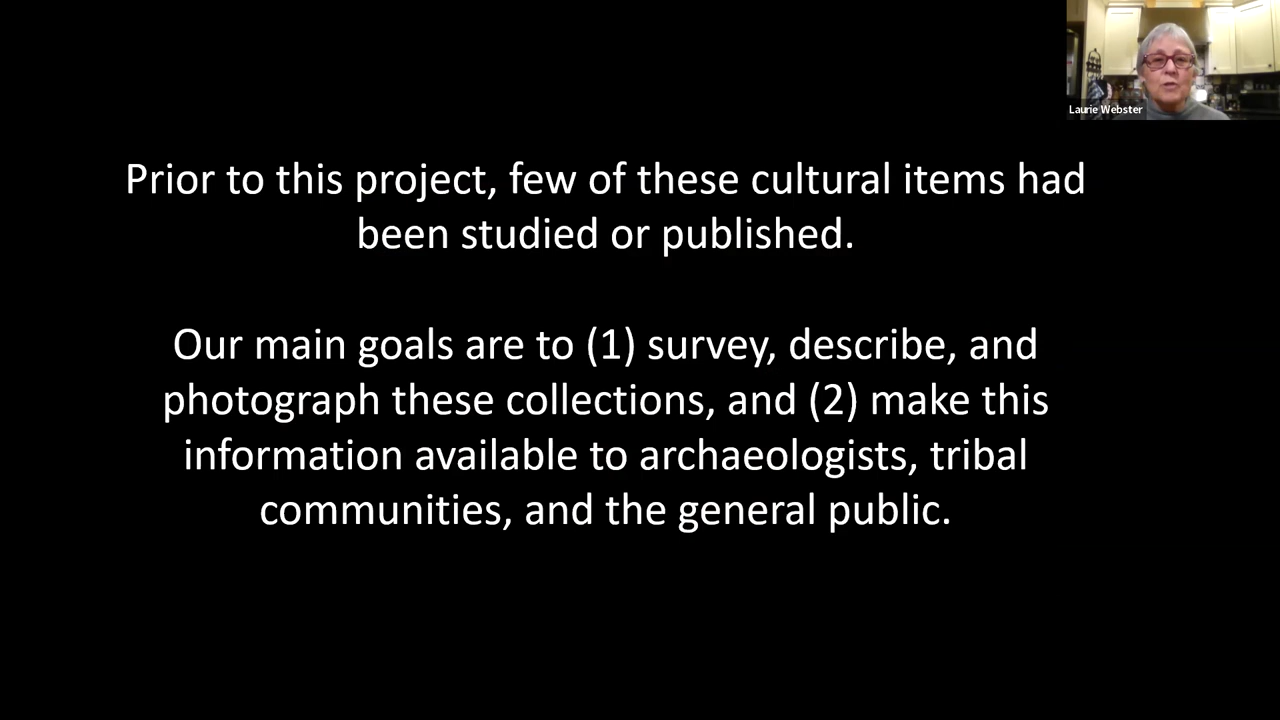 Laurie Webster
Prior to this project, few of these cultural items had
been studied or published.
Our main goals are to (1) survey, describe, and
photograph these collections, and (2) make this
information available to archaeologists, tribal
communities, and the general public.